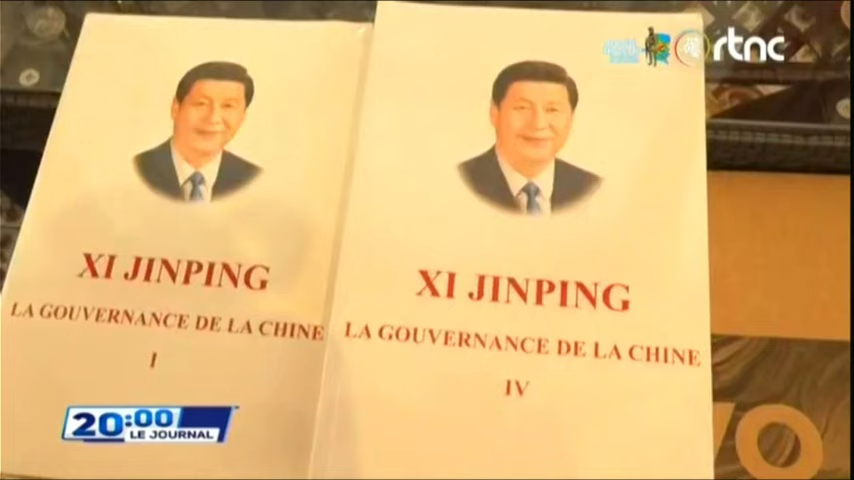 rtnc
XI JINPING
LA GOUVERNANCE DE LA CHINE
I
XI JINPING
LA GOUVERNANCE DE LA CHINE
IV
20:00
LE JOURNAL
VO